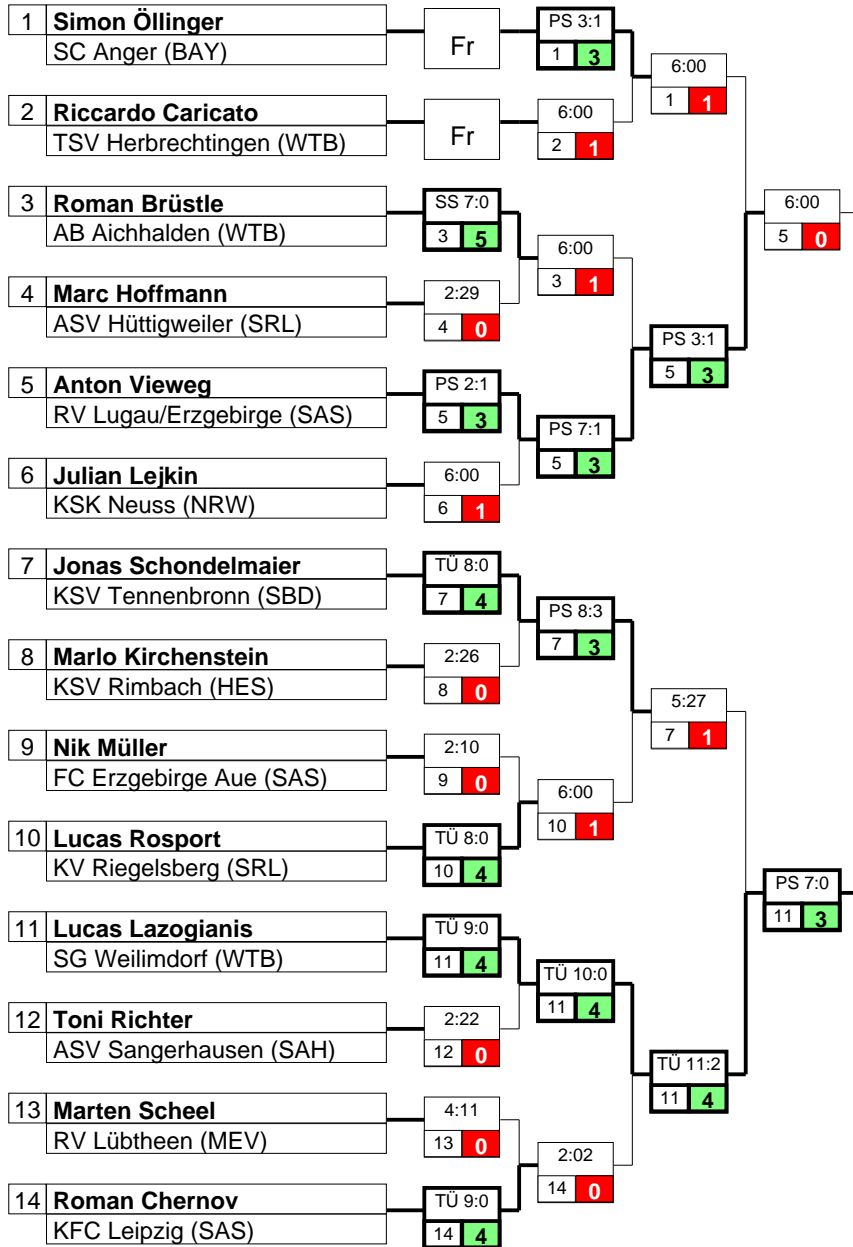 1 Simon Öllinger
SC Anger (BAY)
Fr
PS 3:1
1 3
6:00
1 1
2 Riccardo Caricato
TSV Herbrechtingen (WTB)
Fr
6:00
2 1
3 Roman Brüstle
AB Aichhalden (WTB)
SS 7:0
3 5
6:00
3 1
6:00
5 0
4 Marc Hoffmann
ASV Hüttigweiler (SRL)
2:29
4 0
PS 3:1
5 3
5 Anton Vieweg
RV Lugau/Erzgebirge (SAS)
PS 2:1
5 3
PS 7:1
5 3
6 Julian Lejkin
KSK Neuss (NRW)
6:00
6 1
7 Jonas Schondelmaier
KSV Tennenbronn (SBD)
TÜ 8:0
7 4
PS 8:3
7 3
8 Marlo Kirchenstein
KSV Rimbach (HES)
2:26
8 0
5:27
7 1
9 Nik Müller
FC Erzgebirge Aue (SAS)
2:10
9 0
6:00
10 1
10 Lucas Rosport
KV Riegelsberg (SRL)
TÜ 8:0
10 4
PS 7:0
11 3
11 Lucas Lazogianis
SG Weilimdorf (WTB)
TÜ 9:0
11 4
TÜ 10:0
11 4
12 Toni Richter
ASV Sangerhausen (SAH)
2:22
12 0
TÜ 11:2
11 4
13 Marten Scheel
RV Lübtheen (MEV)
4:11
13 0
2:02
14 0
14 Roman Chernov
KFC Leipzig (SAS)
TÜ 9:0
14 4